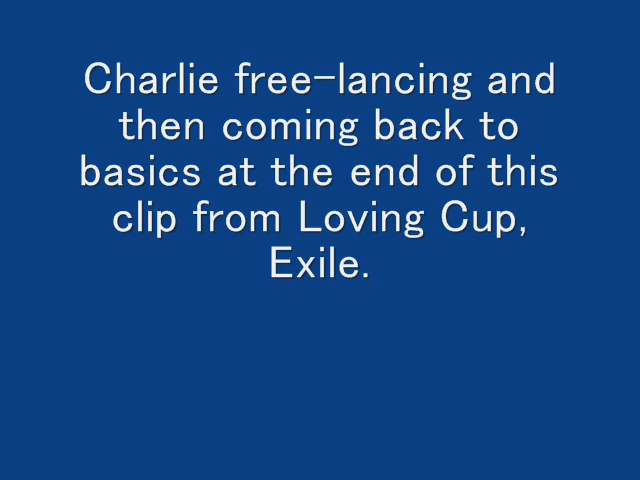 Charlie free-lancing and
then coming back to
basics at the end of this
clip from Loving Cup,
Exile.